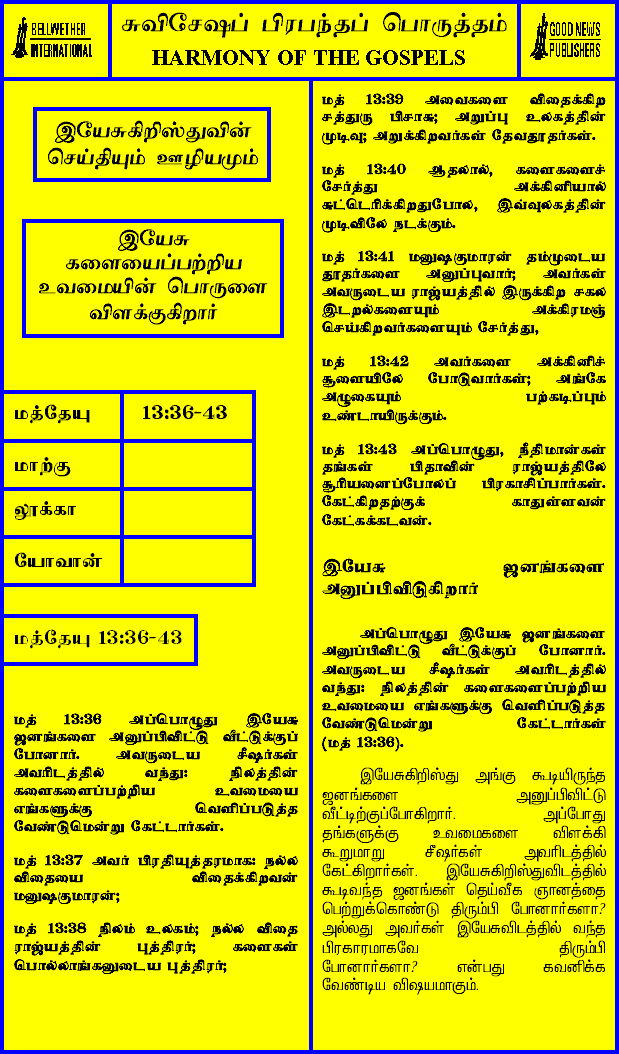 BELLWETHER
INTERNATIONAL
சுவிசேஷப் பிரபந்தப் பொருத்தம்
HARMONY OF THE GOSPELS
GOOD NEWS
PUBLISHERS
இயேசுகிறிஸ்துவின்
செய்தியும் ஊழியமும்
இயேசு
களையைப்பற்றிய
உவமையின் பொருளை
விளக்குகிறார்
மத்தேயு 13:36-43
மாற்கு
லூக்கா
யோவான்
மத்தேயு 13:36-43
மத் 13:36 அப்பொழுது இயேசு
ஜனங்களை அனுப்பிவிட்டு வீட்டுக்குப்
போனார். அவருடைய சீஷர்கள்
அவரிடத்தில் வந்து: நிலத்தின்
களைகளைப்பற்றிய உவமையை
எங்களுக்கு வெளிப்படுத்த
வேண்டுமென்று கேட்டார்கள்.
மத் 13:37 அவர் பிரதியுத்தரமாக: நல்ல
விதையை விதைக்கிறவன்
மனுஷகுமாரன்;
மத் 13:38 நிலம் உலகம்; நல்ல விதை
ராஜ்யத்தின் புத்திரர்; களைகள்
பொல்லாங்கனுடைய புத்திரர்;
மத் 13:39 அவைகளை விதைக்கிற
சத்துரு பிசாசு; அறுப்பு உலகத்தின்
முடிவு; அறுக்கிறவர்கள் தேவதூதர்கள்.
மத் 13:40 ஆதலால், களைகளைச்
சேர்த்து அக்கினியால்
சுட்டெரிக்கிறதுபோல, இவ்வுலகத்தின்
முடிவிலே நடக்கும்.
மத் 13:41 மனுஷகுமாரன் தம்முடைய
தூதர்களை அனுப்புவார்; அவர்கள்
அவருடைய ராஜ்யத்தில் இருக்கிற சகல
இடறல்களையும் அக்கிரமஞ்
செய்கிறவர்களையும் சேர்த்து,
மத் 13:42 அவர்களை அக்கினிச்
சூளையிலே போடுவார்கள்; அங்கே
அழுகையும் பற்கடிப்பும்
உண்டாயிருக்கும்.
மத் 13:43 அப்பொழுது, நீதிமான்கள்
தங்கள் பிதாவின் ராஜ்யத்திலே
சூரியனைப்போலப் பிரகாசிப்பார்கள்.
கேட்கிறதற்குக் காதுள்ளவன்
கேட்கக்கடவன்.
இயேசு ஜனங்களை
அனுப்பிவிடுகிறார்
அப்பொழுது இயேசு ஜனங்களை
அனுப்பிவிட்டு வீட்டுக்குப் போனார்.
அவருடைய சீஷர்கள் அவரிடத்தில்
வந்து: நிலத்தின் களைகளைப்பற்றிய
உவமையை எங்களுக்கு வெளிப்படுத்த
வேண்டுமென்று கேட்டார்கள்
(மத் 13:36).
இயேசுகிறிஸ்து அங்கு கூடியிருந்த
ஜனங்களை அனுப்பிவிட்டு
வீட்டிற்குப்போகிறார். அப்போது
தங்களுக்கு உவமைகளை விளக்கி
கூறுமாறு சீஷர்கள் அவரிடத்தில்
கேட்கிறார்கள். இயேசுகிறிஸ்துவிடத்தில்
கூடிவந்த ஜனங்கள் தெய்வீக ஞானத்தை
பெற்றுக்கொண்டு திரும்பி போனார்களா?
அல்லது அவர்கள் இயேசுவிடத்தில் வந்த
பிரகாரமாகவே திரும்பி
போனார்களா? என்பது கவனிக்க
வேண்டிய விஷயமாகும்.